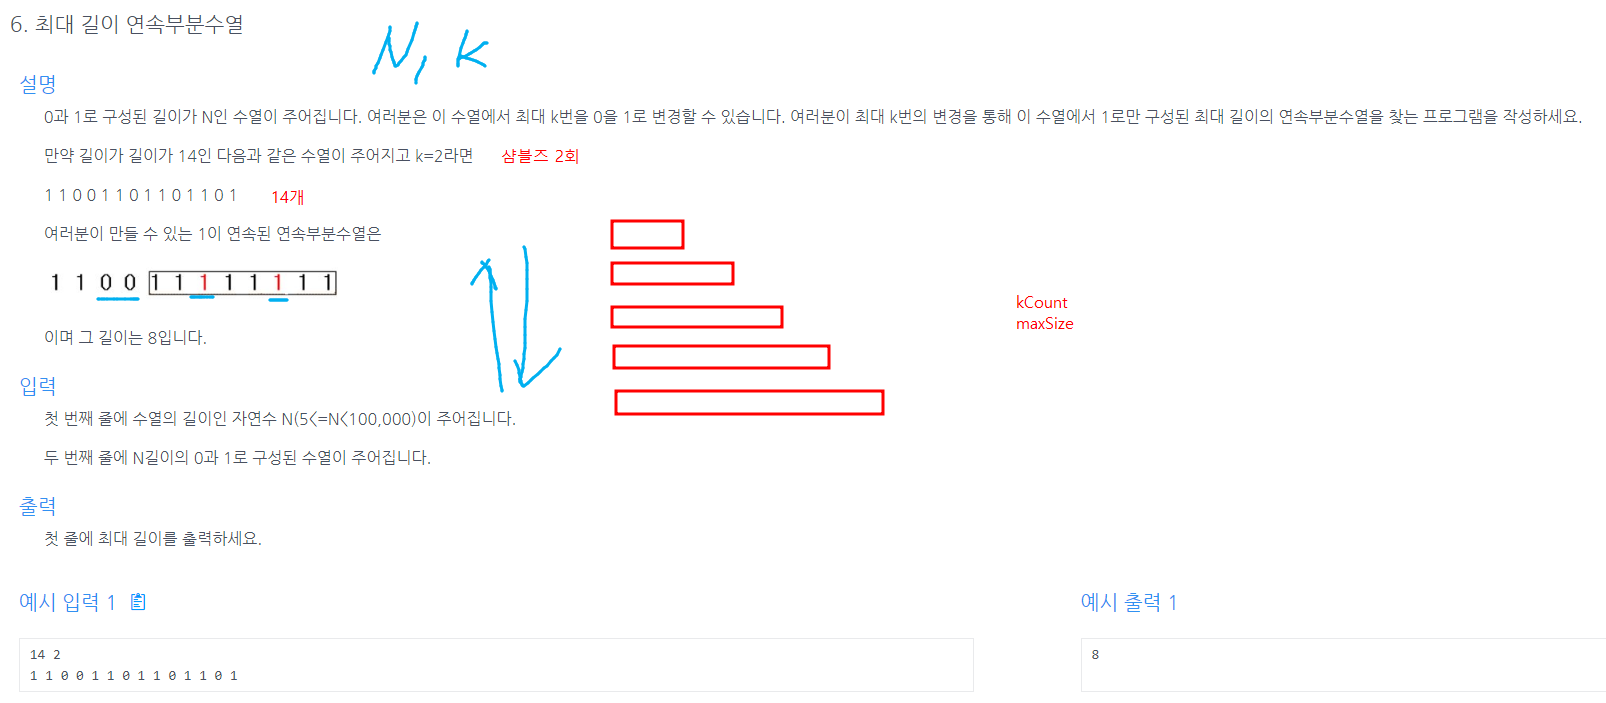 6. 최대 길이 연속부분수열
N, k
설명
0과 1로 구성된 길이가 N인 수열이 주어집니다. 여러분은 이 수열에서 최대 k번을 0을 1로 변경할 수 있습니다. 여러분이 최대 k번의 변경을 통해 이 수열에서 1로만 구성된 최대 길이의 연속부분수열을 찾는 프로그램을 작성하세요.
만약 길이가 길이가 14인 다음과 같은 수열이 주어지고 k=2라면 샴블즈 2회
1 1 0 0 1 1 0 1 1 0 1 1 0 1 14개
여러분이 만들 수 있는 1이 연속된 연속부분수열은
1 1 0 0 1 1 1 1 1 1 1 1
kCount
maxSize
이며 그 길이는 8입니다.
입력
첫 번째 줄에 수열의 길이인 자연수 N(5<=N<100,000)이 주어집니다.
두 번째 줄에 N길이의 0과 1로 구성된 수열이 주어집니다.
출력
첫 줄에 최대 길이를 출력하세요.
예시 입력 1
14 2
1 1 0 0 1 1 0 1 1 0 1 1 0 1
예시 출력 1
8